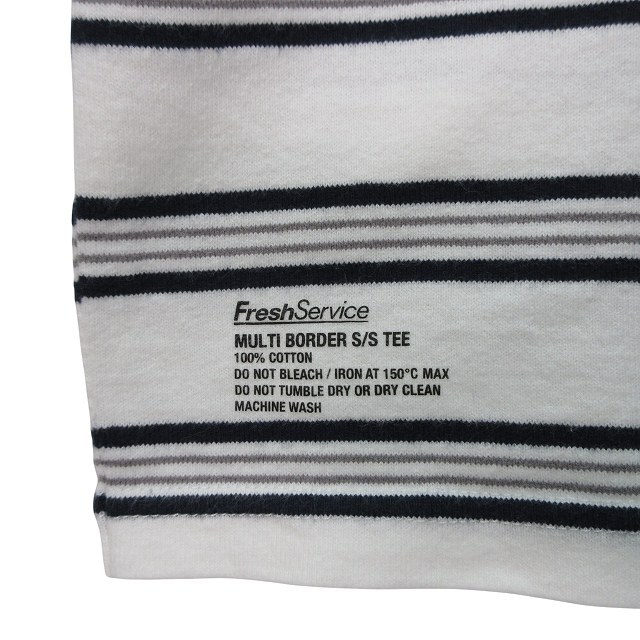 FreshService
MULTI BORDER S/S TEE
100% COTTON
DO NOT BLEACH / IRON AT 150°C MAX
DO NOT TUMBLE DRY OR DRY CLEAN
MACHINE WASH